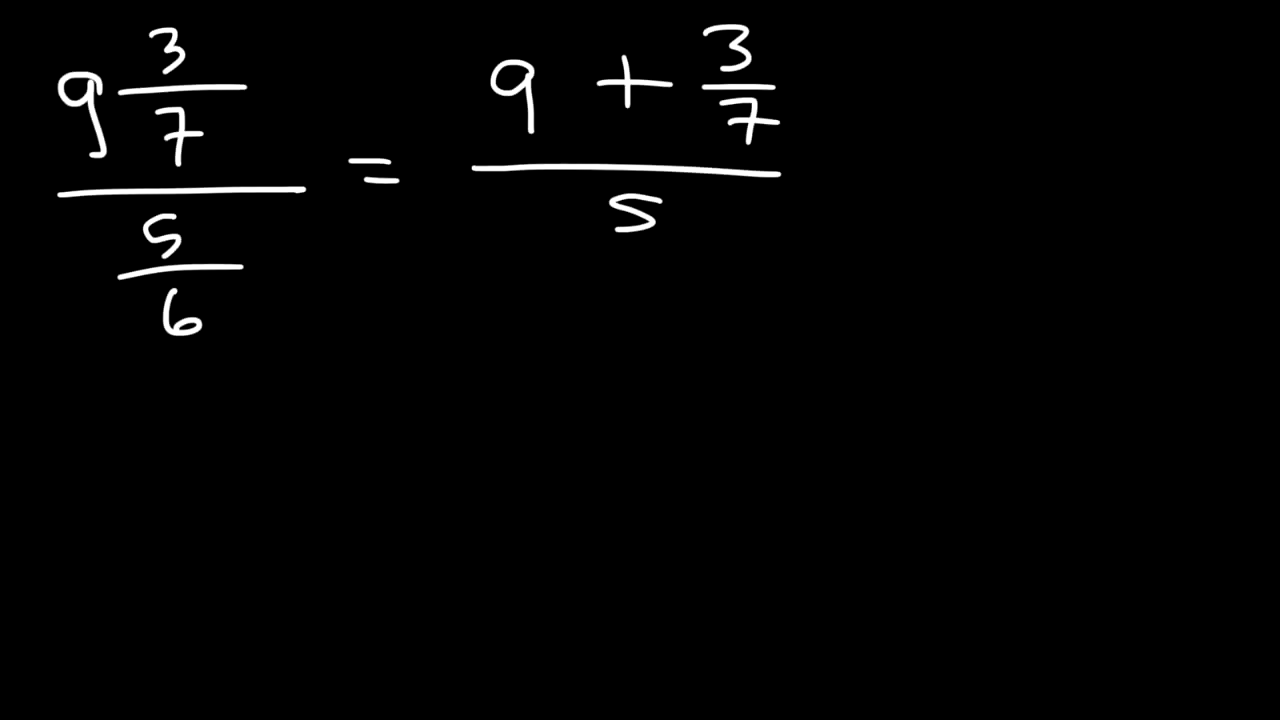 9 3/7 / 5/6 = 9 + 3/7 / 5